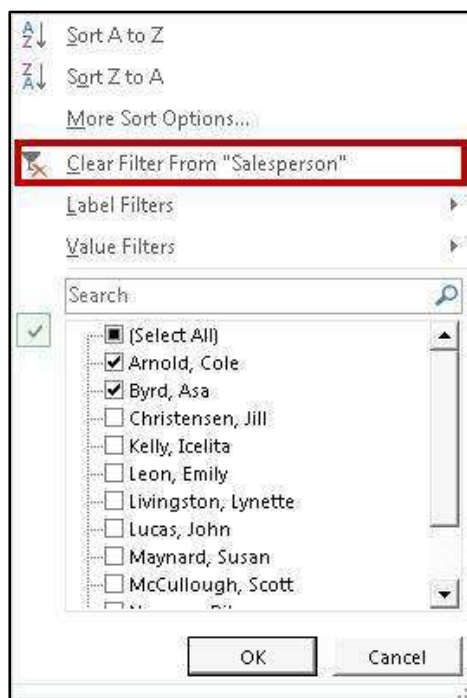 Sort A to Z
Sort Z to A
More Sort Options...
Clear Filter From "Salesperson"
Label Filters
Value Filters
Search
(Select All)
Arnold, Cole
Byrd, Asa
Christensen, Jill
Kelly, Icelita
Leon, Emily
Livingston, Lynette
Lucas, John
Maynard, Susan
McCullough, Scott
OK Cancel